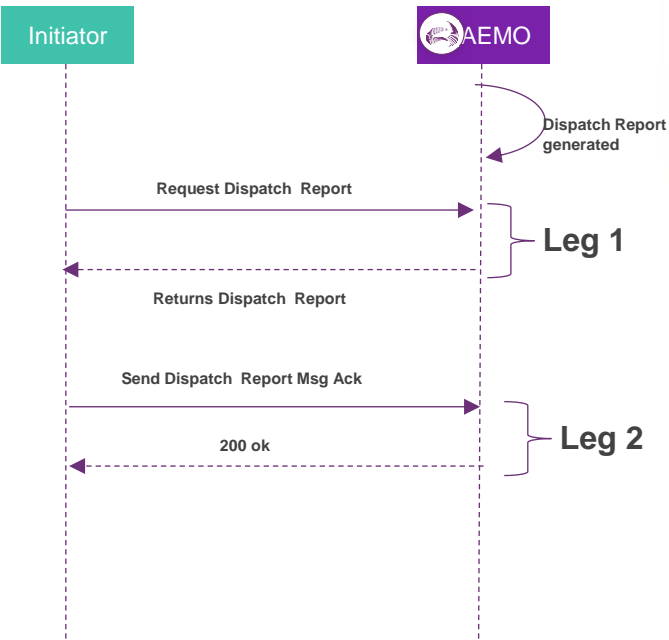 Initiator
AEMO
Dispatch Report
generated
Request Dispatch Report
Leg 1
Returns Dispatch Report
Send Dispatch Report Msg Ack
200 ok
Leg 2